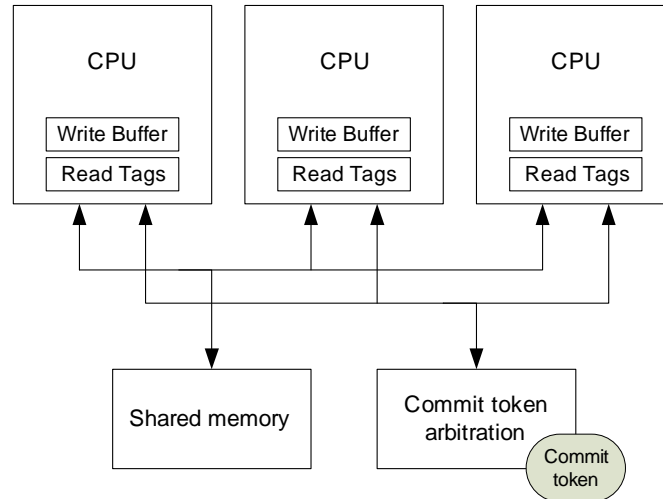 CPU
Write Buffer
Read Tags
CPU
Write Buffer
Read Tags
CPU
Write Buffer
Read Tags
Shared memory
Commit token
arbitration
Commit
token